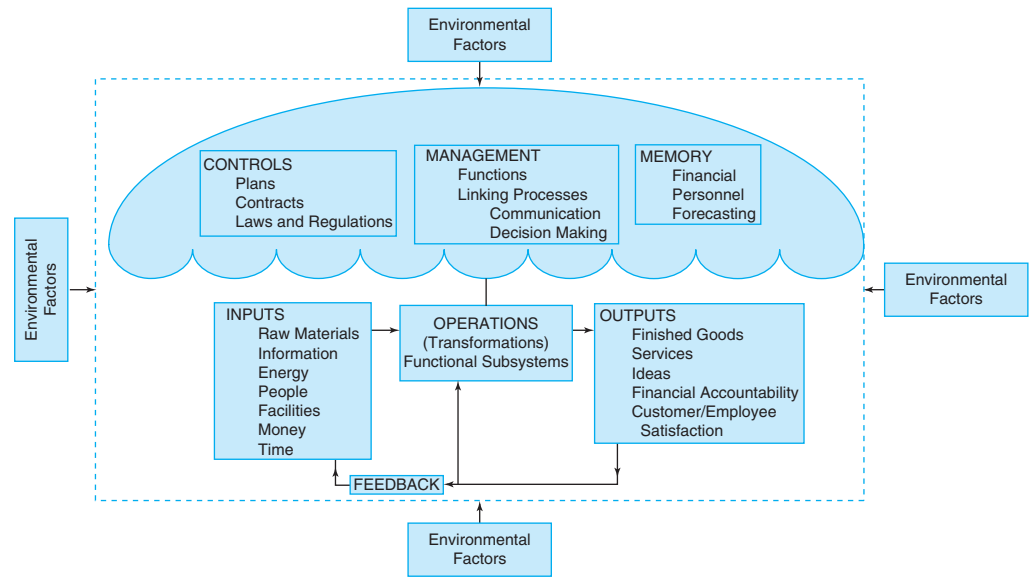 Environmental
Factors
CONTROLS
Plans
Contracts
Laws and Regulations
MANAGEMENT
Functions
Linking Processes
Communication
Decision Making
MEMORY
Financial
Personnel
Forecasting
Environmental
Factors
Environmental
Factors
INPUTS
Raw Materials
Information
Energy
People
Facilities
Money
Time
OPERATIONS
(Transformations)
Functional Subsystems
OUTPUTS
Finished Goods
Services
Ideas
Financial Accountability
Customer/Employee
Satisfaction
FEEDBACK
Environmental
Factors